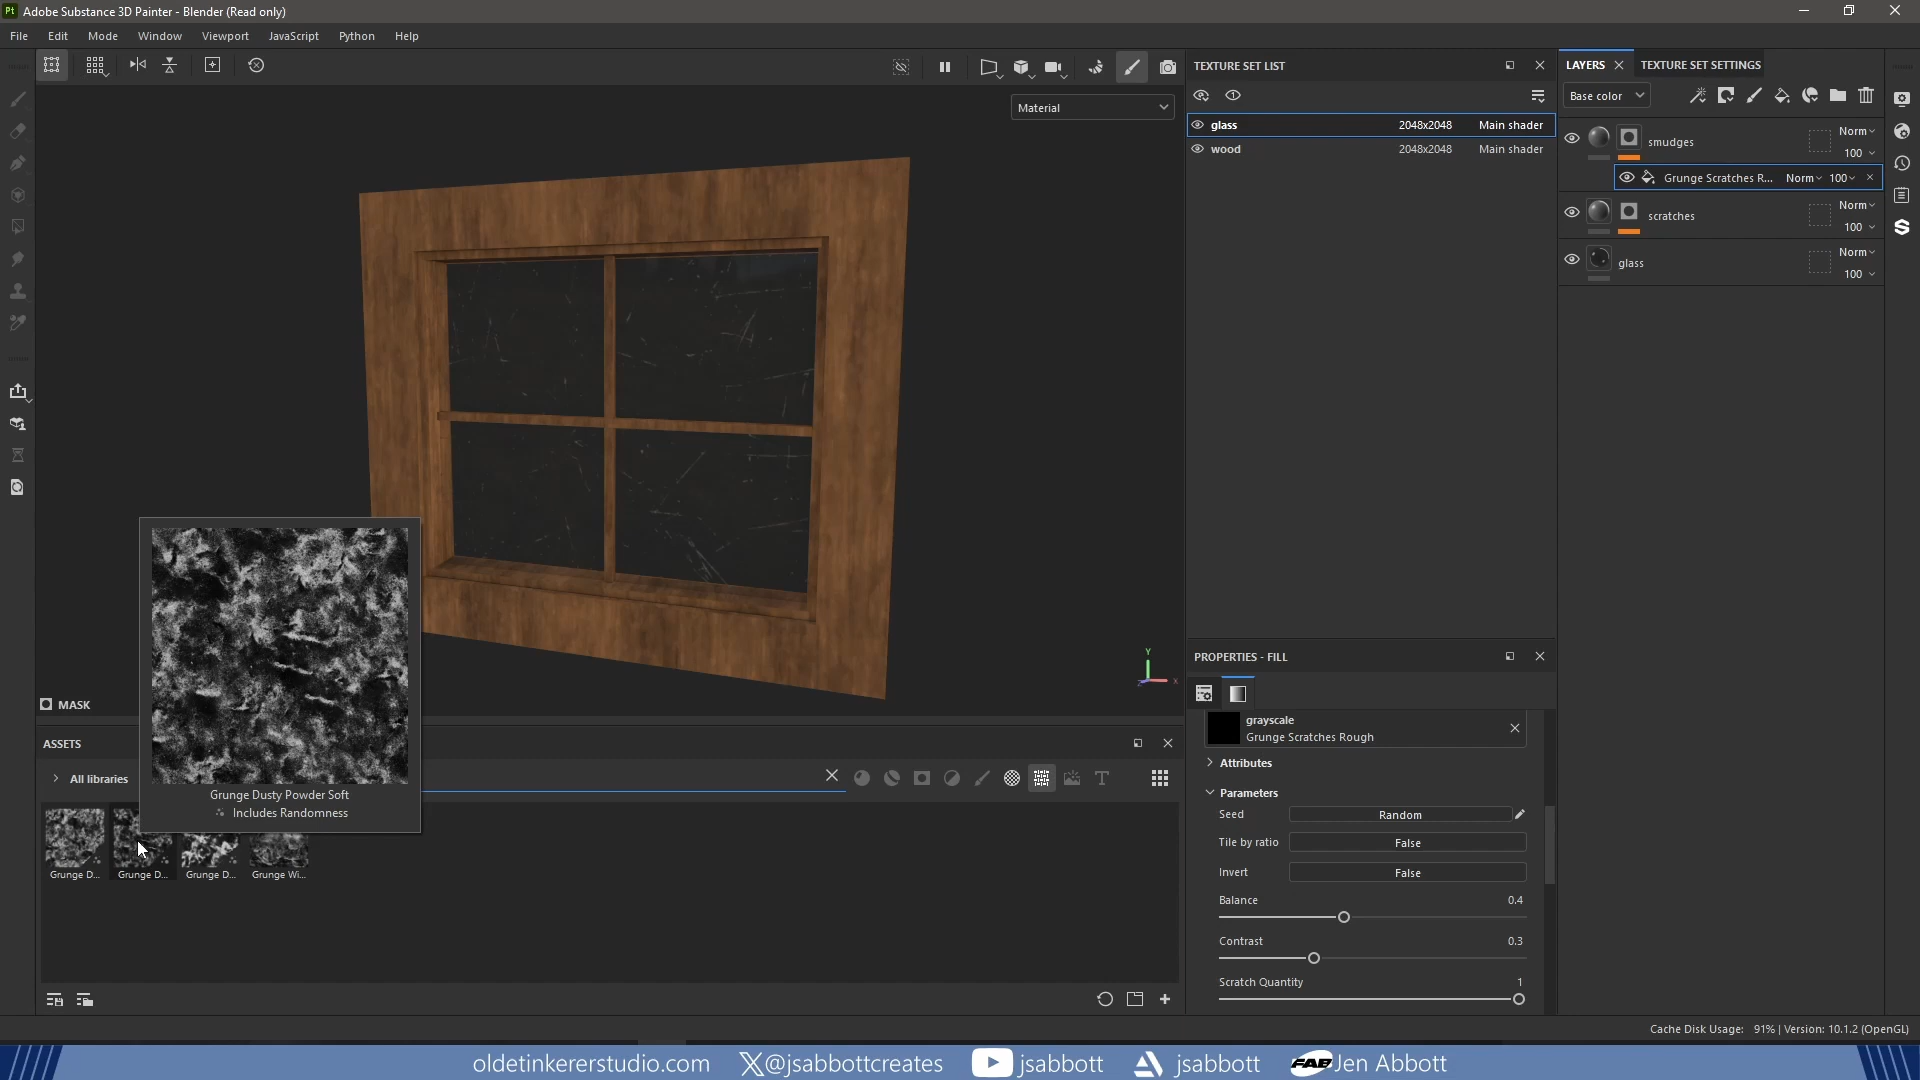 Pt Adobe Substance 3D Painter - Blender (Read only)
File Edit Mode Window Viewport JavaScript Python Help
Material
MASK
ASSETS
All libraries
Grunge Dusty Powder Soft
Includes Randomness
Grunge D... Grunge D... Grunge D... Grunge Wi...
TEXTURE SET LIST
glass 2048x2048 Main shader
wood 2048x2048 Main shader
PROPERTIES - FILL
grayscale
Grunge Scratches Rough
Attributes
Parameters
Seed Random
Tile by ratio False
Invert False
Balance 0.4
Contrast 0.3
Scratch Quantity 1
LAYERS TEXTURE SET SETTINGS
Base color
smudges Norm 100
Grunge Scratches R... Norm 100
scratches Norm 100
glass Norm 100
Cache Disk Usage: 91% | Version: 10.1.2 (OpenGL)
oldetinkererstudio.com X@jsabbottcreates jsabbott jsabbott FAB Jen Abbott